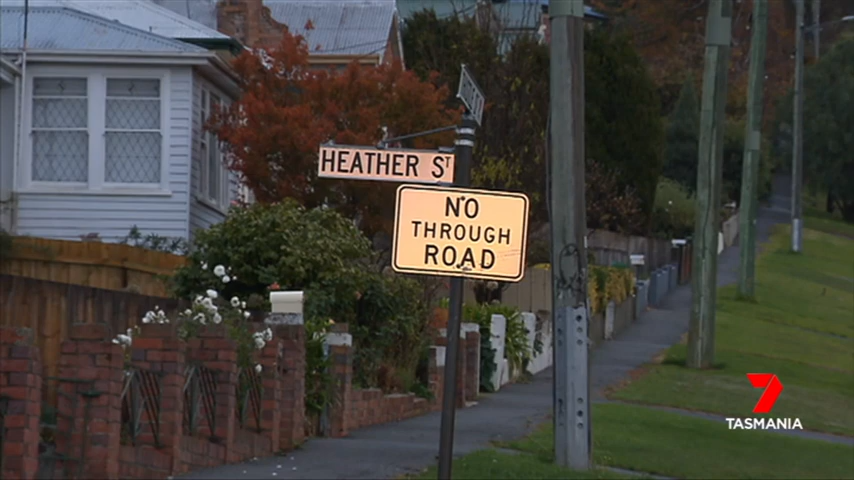 HEATHER ST
NO
THROUGH
ROAD
7
TASMANIA